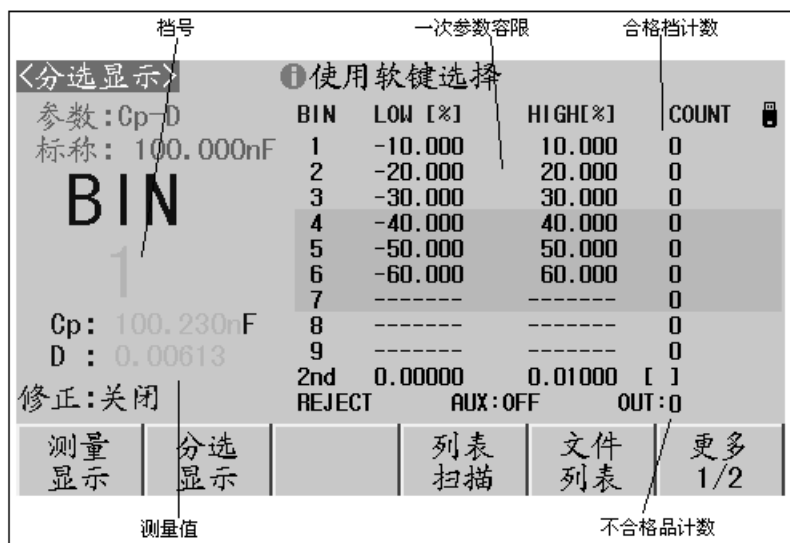 档号 一次参数容限 合格档计数
<分选显示> i使用软键选择
参数:Cp-D BIN LOW [%] HIGH[%] COUNT
标称: 100.000nF 1 -10.000 10.000 0
2 -20.000 20.000 0
BIN 3 -30.000 30.000 0
4 -40.000 40.000 0
1 5 -50.000 50.000 0
6 -60.000 60.000 0
7 ------- ------- 0
Cp: 100.230nF 8 ------- ------- 0
D : 0.00613 9 ------- ------- 0
2nd 0.00000 0.01000 [ ]
修正:关闭 REJECT AUX:OFF OUT:0
测量 分选 列表 文件 更多
显示 显示 扫描 列表 1/2
测量值 不合格品计数